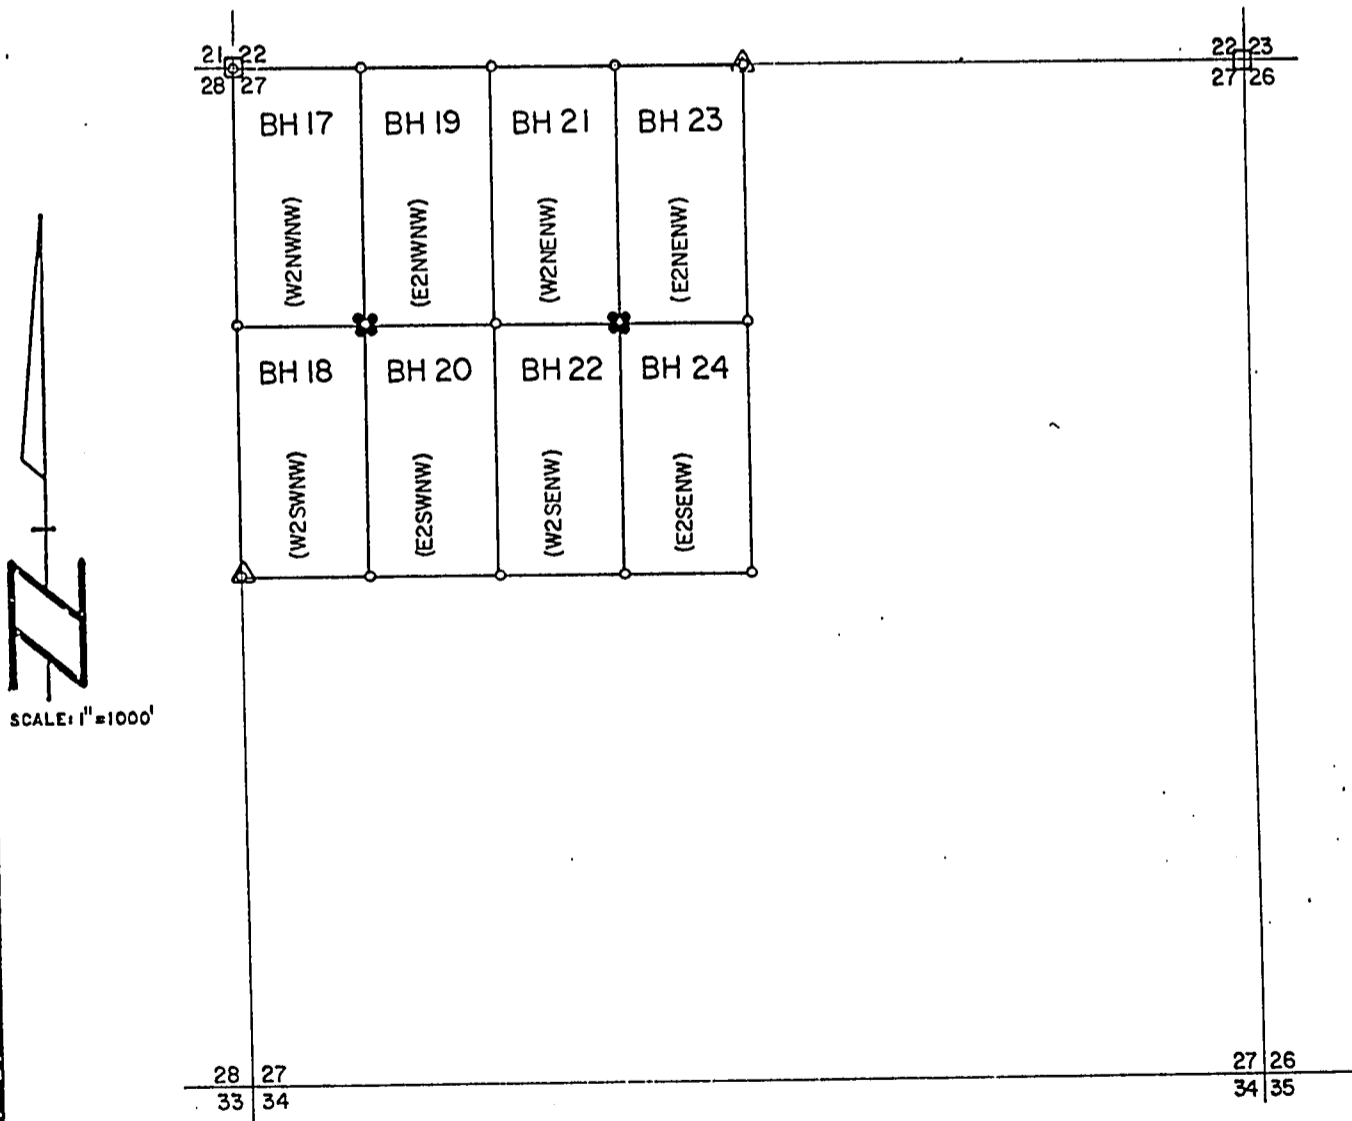 21 22
28 27
22 23
27 26
BH 17
BH 19
BH 21
BH 23
(W2NWNW)
(E2NWNW)
(W2NENW)
(E2NENW)
BH 18
BH 20
BH 22
BH 24
(W2SWNW)
(E2SWNW)
(W2SENW)
(E2SENW)
N
SCALE: 1"=1000'
28 27
33 34
27 26
34 35